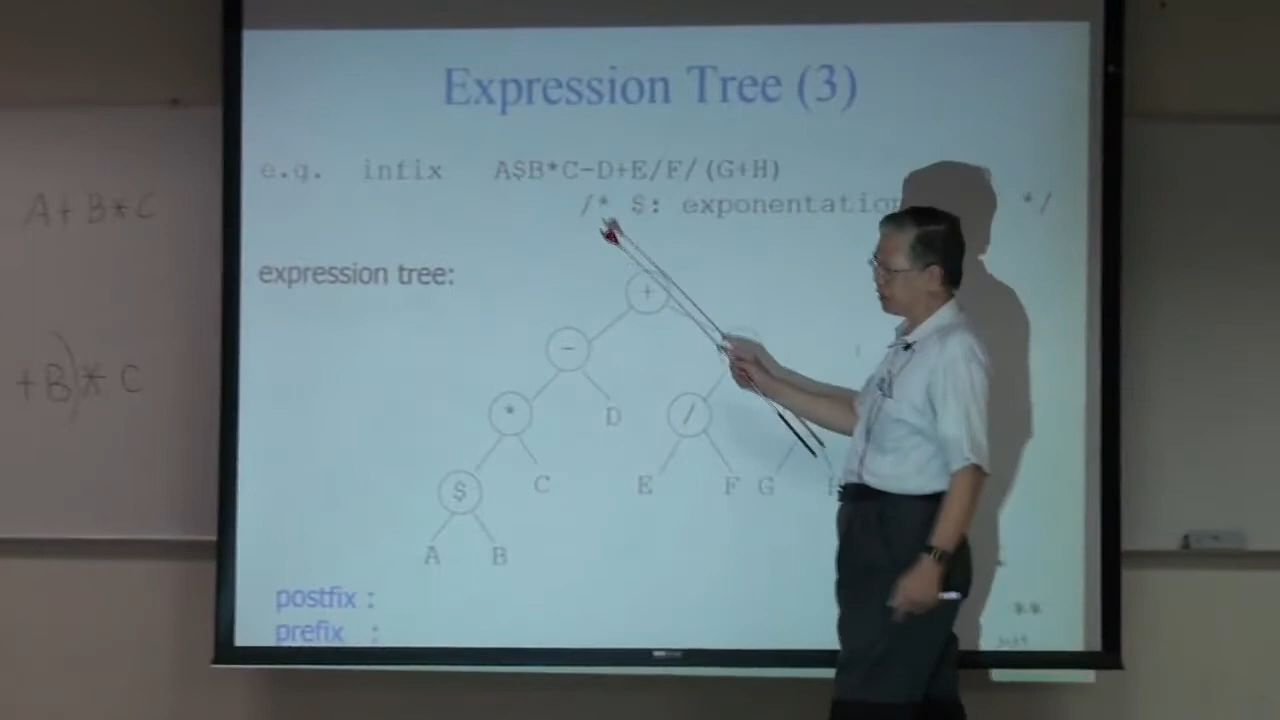 Expression Tree (3)
e.g. infix A$B*C-D+E/F/(G+H)
/* $: exponentation */
A+B*C
expression tree:
+
-
+B)*C
* D /
$ C E F G
A B
postfix :
prefix :